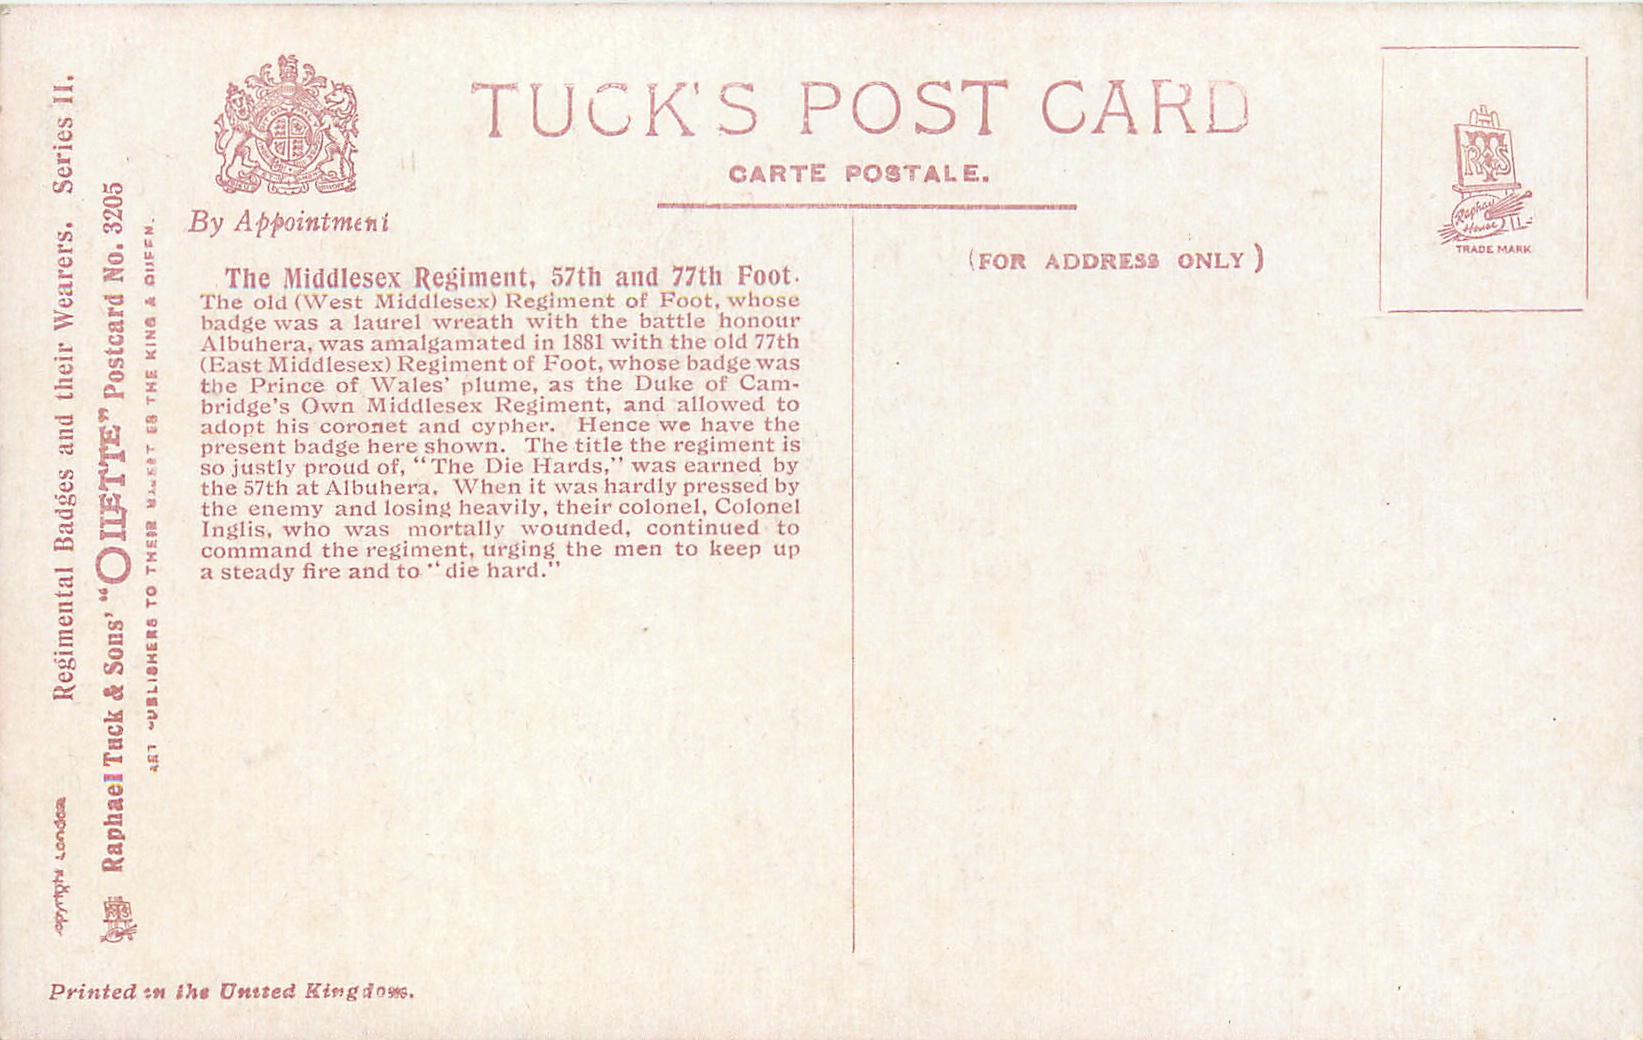 TUCK'S POST CARD
CARTE POSTALE.
(FOR ADDRESS ONLY)
By Appointment
The Middlesex Regiment, 57th and 77th Foot.
The old (West Middlesex) Regiment of Foot, whose
badge was a laurel wreath with the battle honour
Albuhera, was amalgamated in 1881 with the old 77th
(East Middlesex) Regiment of Foot, whose badge was
the Prince of Wales' plume, as the Duke of Cam-
bridge's Own Middlesex Regiment, and allowed to
adopt his coronet and cypher. Hence we have the
present badge here shown. The title the regiment is
so justly proud of, "The Die Hards," was earned by
the 57th at Albuhera. When it was hardly pressed by
the enemy and losing heavily, their colonel, Colonel
Inglis, who was mortally wounded, continued to
command the regiment, urging the men to keep up
a steady fire and to "die hard."
Regimental Badges and their Wearers. Series II.
Raphael Tuck & Sons' "OILETTE" Postcard No. 3205
ART PUBLISHERS TO THEIR MAJESTIES THE KING & QUEEN.
Copyright London
Printed in the United Kingdom.
RTS
Raphael House
TRADE MARK